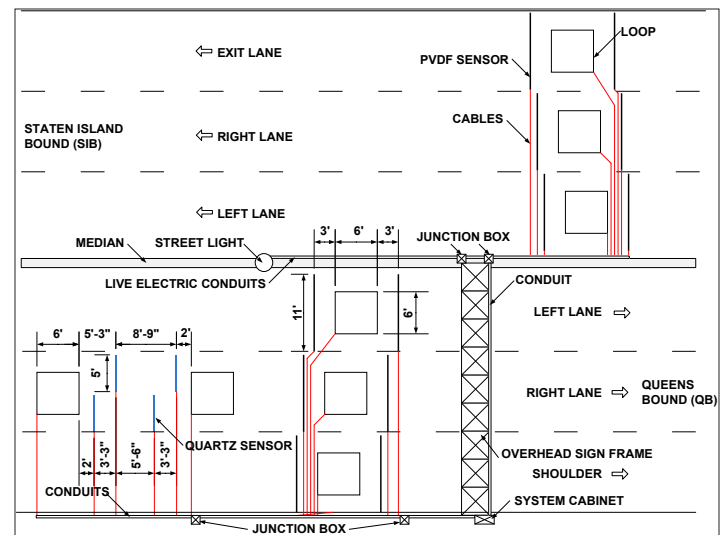 LOOP
EXIT LANE
PVDF SENSOR
CABLES
STATEN ISLAND
BOUND (SIB)
RIGHT LANE
LEFT LANE
3'
6'
3'
JUNCTION BOX
MEDIAN
STREET LIGHT
LIVE ELECTRIC CONDUITS
CONDUIT
11'
6'
LEFT LANE
6'
5'-3"
8'-9"
2'
5'
RIGHT LANE
QUEENS
BOUND (QB)
QUARTZ SENSOR
2'
3'-3"
5'-6"
3'-3"
OVERHEAD SIGN FRAME
SHOULDER
CONDUITS
SYSTEM CABINET
JUNCTION BOX